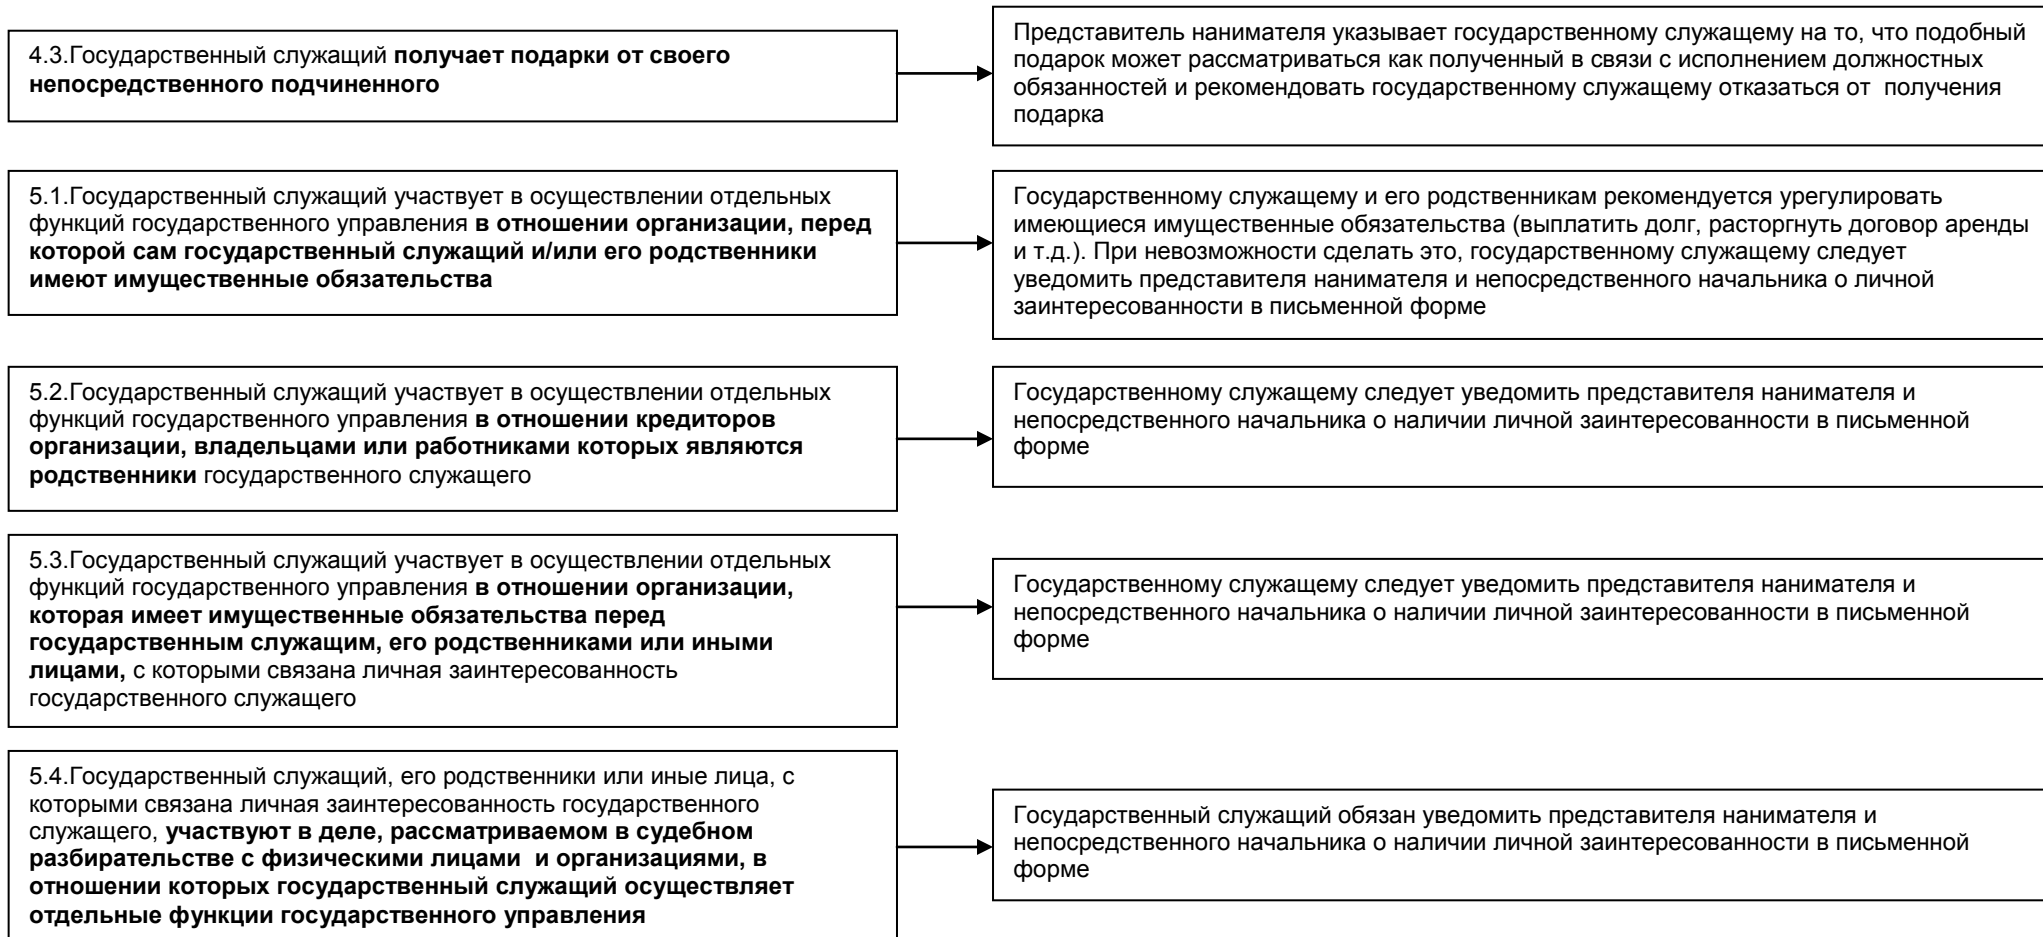 4.3.Государственный служащий получает подарки от своего
непосредственного подчиненного
Представитель нанимателя указывает государственному служащему на то, что подобный
подарок может рассматриваться как полученный в связи с исполнением должностных
обязанностей и рекомендовать государственному служащему отказаться от получения
подарка
5.1.Государственный служащий участвует в осуществлении отдельных
функций государственного управления в отношении организации, перед
которой сам государственный служащий и/или его родственники
имеют имущественные обязательства
Государственному служащему и его родственникам рекомендуется урегулировать
имеющиеся имущественные обязательства (выплатить долг, расторгнуть договор аренды
и т.д.). При невозможности сделать это, государственному служащему следует
уведомить представителя нанимателя и непосредственного начальника о личной
заинтересованности в письменной форме
5.2.Государственный служащий участвует в осуществлении отдельных
функций государственного управления в отношении кредиторов
организации, владельцами или работниками которых являются
родственники государственного служащего
Государственному служащему следует уведомить представителя нанимателя и
непосредственного начальника о наличии личной заинтересованности в письменной
форме
5.3.Государственный служащий участвует в осуществлении отдельных
функций государственного управления в отношении организации,
которая имеет имущественные обязательства перед
государственным служащим, его родственниками или иными
лицами, с которыми связана личная заинтересованность
государственного служащего
Государственному служащему следует уведомить представителя нанимателя и
непосредственного начальника о наличии личной заинтересованности в письменной
форме
5.4.Государственный служащий, его родственники или иные лица, с
которыми связана личная заинтересованность государственного
служащего, участвуют в деле, рассматриваемом в судебном
разбирательстве с физическими лицами и организациями, в
отношении которых государственный служащий осуществляет
отдельные функции государственного управления
Государственный служащий обязан уведомить представителя нанимателя и
непосредственного начальника о наличии личной заинтересованности в письменной
форме